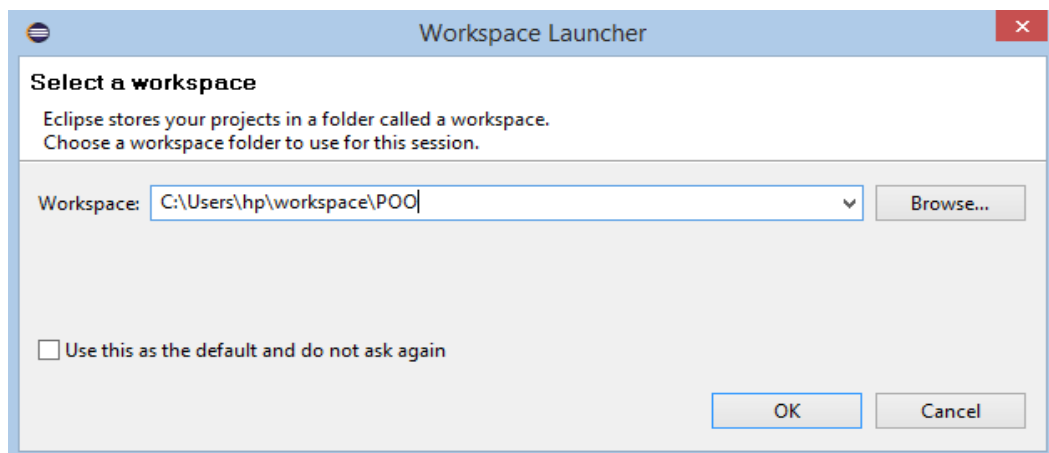 Workspace Launcher
Select a workspace
Eclipse stores your projects in a folder called a workspace.
Choose a workspace folder to use for this session.
Workspace: C:\Users\hp\workspace\POO Browse...
Use this as the default and do not ask again
OK Cancel